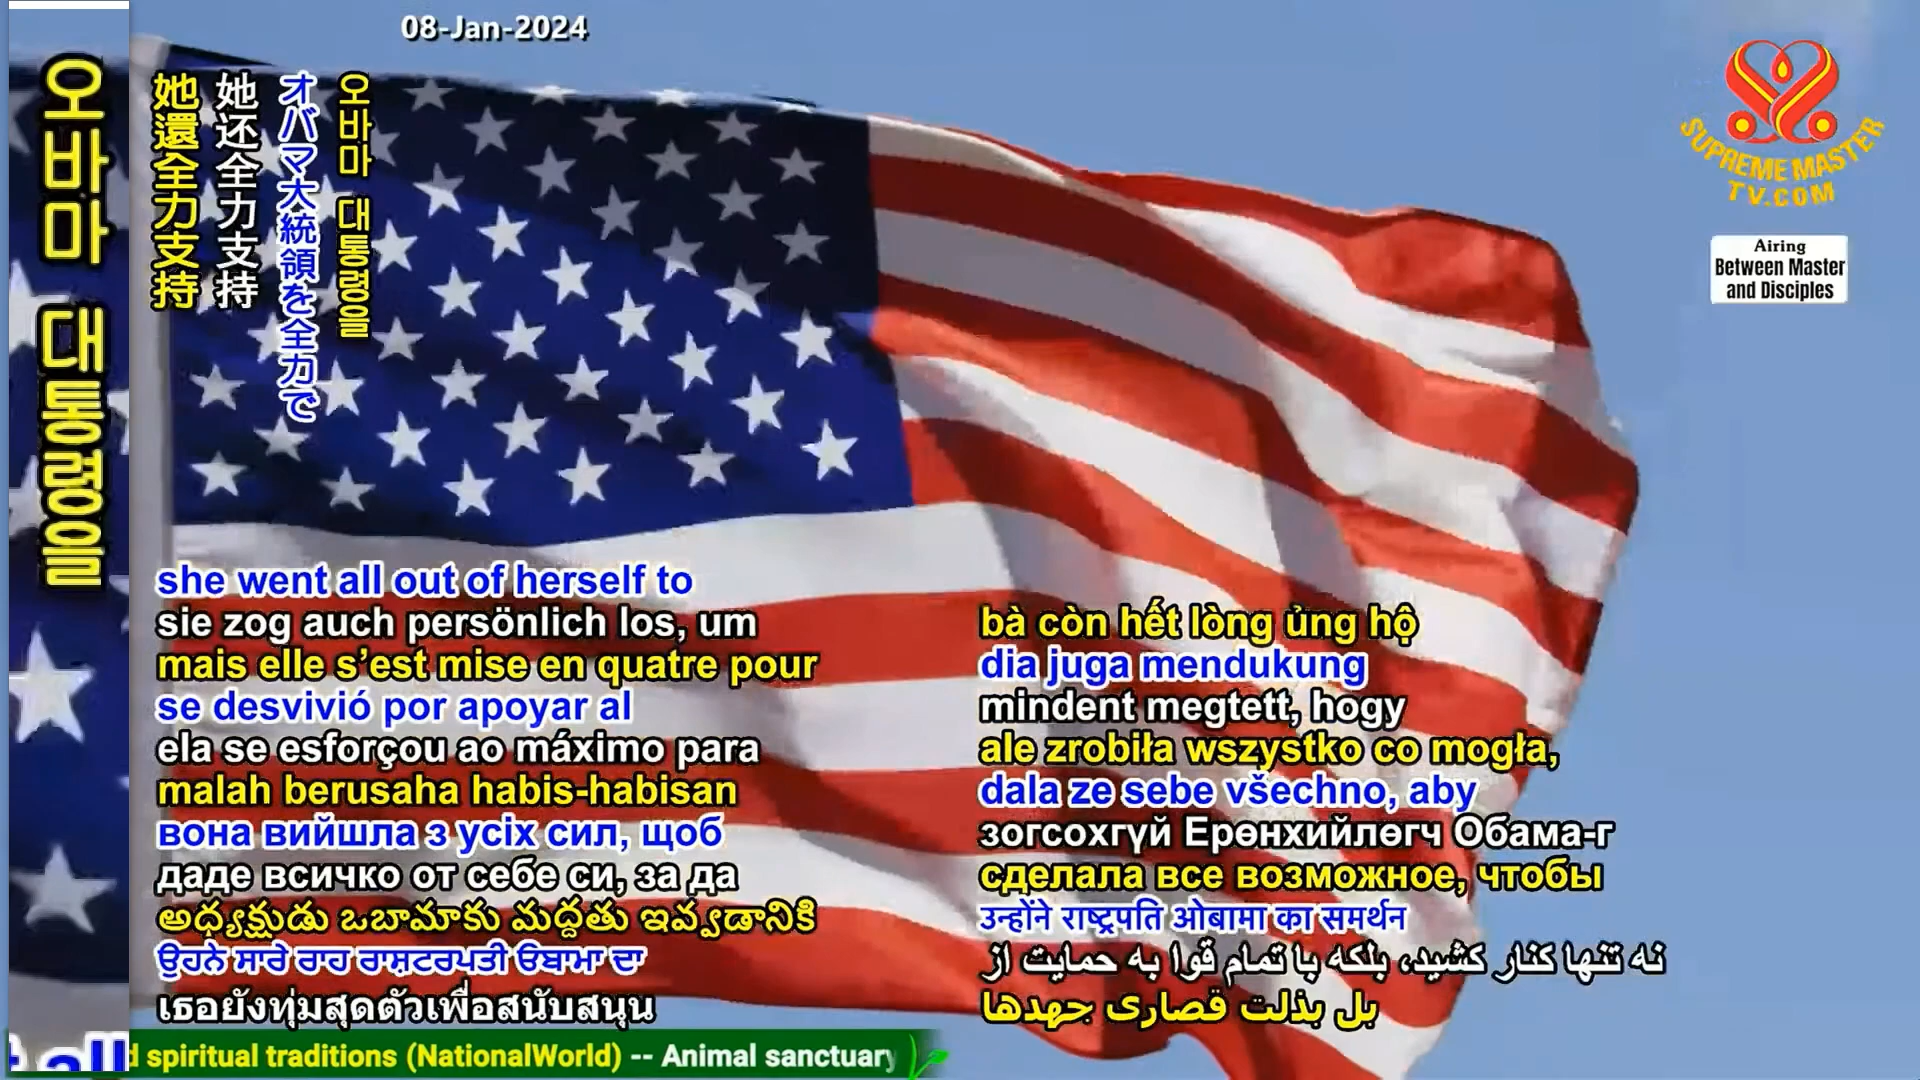 08-Jan-2024
SUPREME MASTER
TV.COM
Airing
Between Master
and Disciples
오바마 대통령을
她還全力支持
她还全力支持
オバマ大統領を全力で
오바마 대통령을
she went all out of herself to
sie zog auch persönlich los, um
mais elle s’est mise en quatre pour
se desvivió por apoyar al
ela se esforçou ao máximo para
malah berusaha habis-habisan
вона вийшла з усіх сил, щоб
даде всичко от себе си, за да
అధ్యక్షుడు ఒబామాకు మద్దతు ఇవ్వడానికి
ਉਹਨੇ ਸਾਰੇ ਰਾਹ ਰਾਸ਼ਟਰਪਤੀ ਓਬਾਮਾ ਦਾ
เธอยังทุ่มสุดตัวเพื่อสนับสนุน
bà còn hết lòng ủng hộ
dia juga mendukung
mindent megtett, hogy
ale zrobiła wszystko co mogła,
dala ze sebe všechno, aby
зогсохгүй Ерөнхийлөгч Обама-г
сделала все возможное, чтобы
उन्होंने राष्ट्रपति ओबामा का समर्थन
نه تنها کنار کشید، بلکه با تمام قوا به حمایت از
بل بذلت قصارى جهدها
all
spiritual traditions (NationalWorld) -- Animal sanctuary